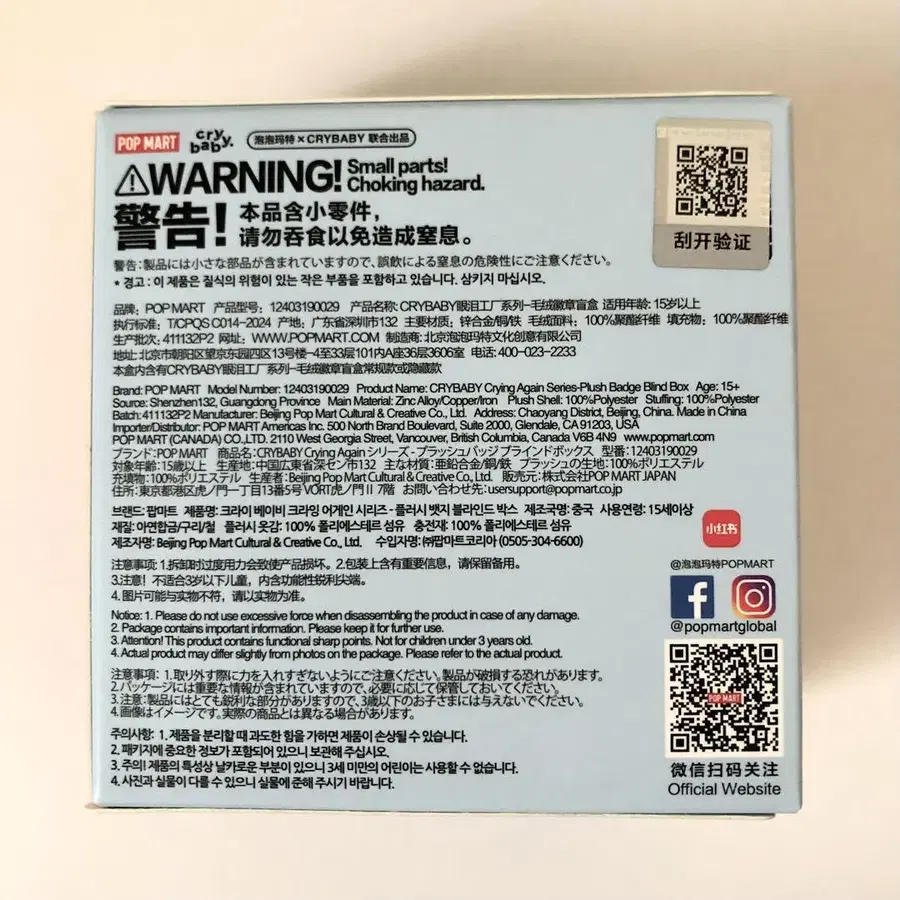 POP MART cry baby. 泡泡玛特×CRYBABY 联合出品
WARNING! Small parts! Choking hazard.
警告! 本品含小零件，请勿吞食以免造成窒息。
警告：製品には小さな部品が含まれていますので、誤飲による窒息の危険性にご注意ください。
* 경고 : 이 제품은 질식의 위험이 있는 작은 부품을 포함하고 있습니다. 삼키지 마십시오.
刮开验证
品牌：POP MART 产品型号：12403190029 产品名称: CRYBABY眼泪工厂系列-毛绒徽章盲盒 适用年龄: 15岁以上
执行标准：T/CPQS C014-2024 产地：广东省深圳市132 主要材质：锌合金/铜/铁 毛绒面料：100%聚酯纤维 填充物：100%聚酯纤维
生产批次: 411132P2 网址：WWW.POPMART.COM 制造商: 北京泡泡玛特文化创意有限公司
地址: 北京市朝阳区望京东园四区13号楼-4至33层101内A座36层3606室 电话: 400-023-2233
本盒内含有CRYBABY眼泪工厂系列-毛绒徽章盲盒常规款或隐藏款
Brand: POP MART Model Number: 12403190029 Product Name: CRYBABY Crying Again Series-Plush Badge Blind Box Age: 15+
Source: Shenzhen132, Guangdong Province Main Material: Zinc Alloy/Copper/Iron Plush Shell: 100%Polyester Stuffing: 100%Polyester
Batch: 411132P2 Manufacturer: Beijing Pop Mart Cultural & Creative Co., Ltd. Address: Chaoyang District, Beijing, China. Made in China
Importer/Distributor: POP MART Americas Inc. 500 North Brand Boulevard, Suite 2000, Glendale, CA 91203, USA
POP MART (CANADA) CO.,LTD. 2110 West Georgia Street, Vancouver, British Columbia, Canada V6B 4N9 www.popmart.com
ブランド: POP MART 商品名: CRYBABY Crying Again シリーズ - プラッシュバッジ ブラインドボックス 型番: 12403190029
対象年齢: 15歳以上 生産地: 中国広東省深セン市132 主な材質: 亜鉛合金/銅/鉄 プラッシュの生地: 100%ポリエステル
充填物: 100%ポリエステル 生産者: Beijing Pop Mart Cultural & Creative Co., Ltd. 販売元: 株式会社POP MART JAPAN
住所: 東京都港区虎ノ門一丁目13番5号 VORT虎ノ門Ⅱ 7階 お問い合わせ先: usersupport@popmart.co.jp
브랜드: 팝마트 제품명: 크라이 베이비 크라잉 어게인 시리즈 - 플러시 뱃지 블라인드 박스 제조국명: 중국 사용연령: 15세이상
재질: 아연합금/구리/철 플러시 옷감: 100% 폴리에스테르 섬유 충전재: 100% 폴리에스테르 섬유
제조자명: Beijing Pop Mart Cultural & Creative Co., Ltd. 수입자명: ㈜팝마트코리아 (0505-304-6600)
注意事项: 1.拆卸时过度用力会致使产品损坏。2.包装上含有重要信息，请保留备用。
3.注意！不适合3岁以下儿童，内含功能性锐利尖端。
4.图片可能与实物不符，请以实物为准。
Notice: 1. Please do not use excessive force when disassembling the product in case of any damage.
2. Package contains important information. Please keep it for further use.
3. Attention! This product contains functional sharp points. Not for children under 3 years old.
4. Actual product may differ slightly from photos on the package. Please refer to the actual product.
注意事項: 1.取り外す際に力を入れすぎないようにご注意ください。製品が破損する恐れがあります。
2.パッケージには重要な情報が含まれていますので、必要に応じて保管しておいてください。
3.注意:製品にはとても鋭利な部分がありますので、3歳以下のお子さまには与えないでください。
4.画像はイメージです。実際の商品とは異なる場合があります。
주의사항: 1. 제품을 분리할 때 과도한 힘을 가하면 제품이 손상될 수 있습니다.
2. 패키지에 중요한 정보가 포함되어 있으니 보관해 주십시오.
3. 주의! 제품의 특성상 날카로운 부분이 있으니 3세 미만의 어린이는 사용할 수 없습니다.
4. 사진과 실물이 다를 수 있으니 실물에 준해 주시기 바랍니다.
小红书
@泡泡玛特POPMART
@popmartglobal
POP MART
微信扫码关注
Official Website